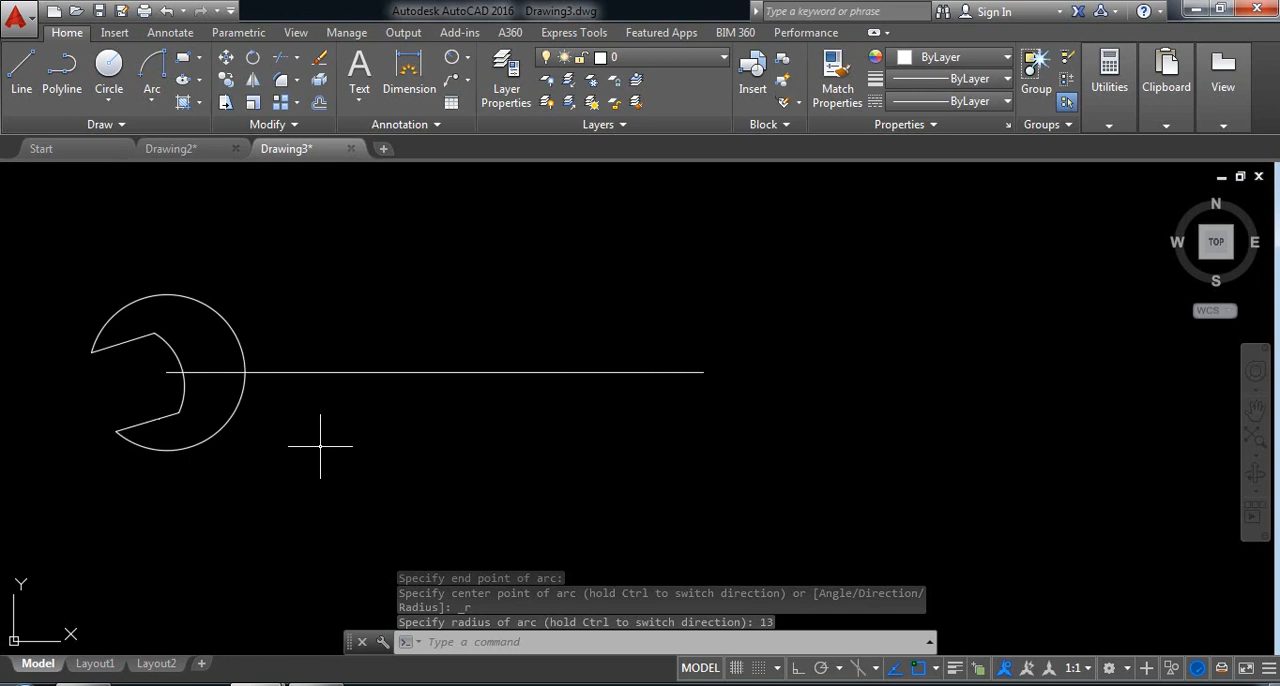 Autodesk AutoCAD 2016 Drawing3.dwg Type a keyword or phrase Sign In
Home Insert Annotate Parametric View Manage Output Add-ins A360 Express Tools Featured Apps BIM 360 Performance
Line Polyline Circle Arc Text Dimension Layer Properties 0 Insert Match Properties ByLayer ByLayer ByLayer Group Utilities Clipboard View
Draw Modify Annotation Layers Block Properties Groups
Start Drawing2* Drawing3*
N
W TOP E
S
WCS
Y
X
Specify end point of arc:
Specify center point of arc (hold Ctrl to switch direction) or [Angle/Direction/
Radius]: _r
Specify radius of arc (hold Ctrl to switch direction): 13
Type a command
Model Layout1 Layout2 MODEL 1:1